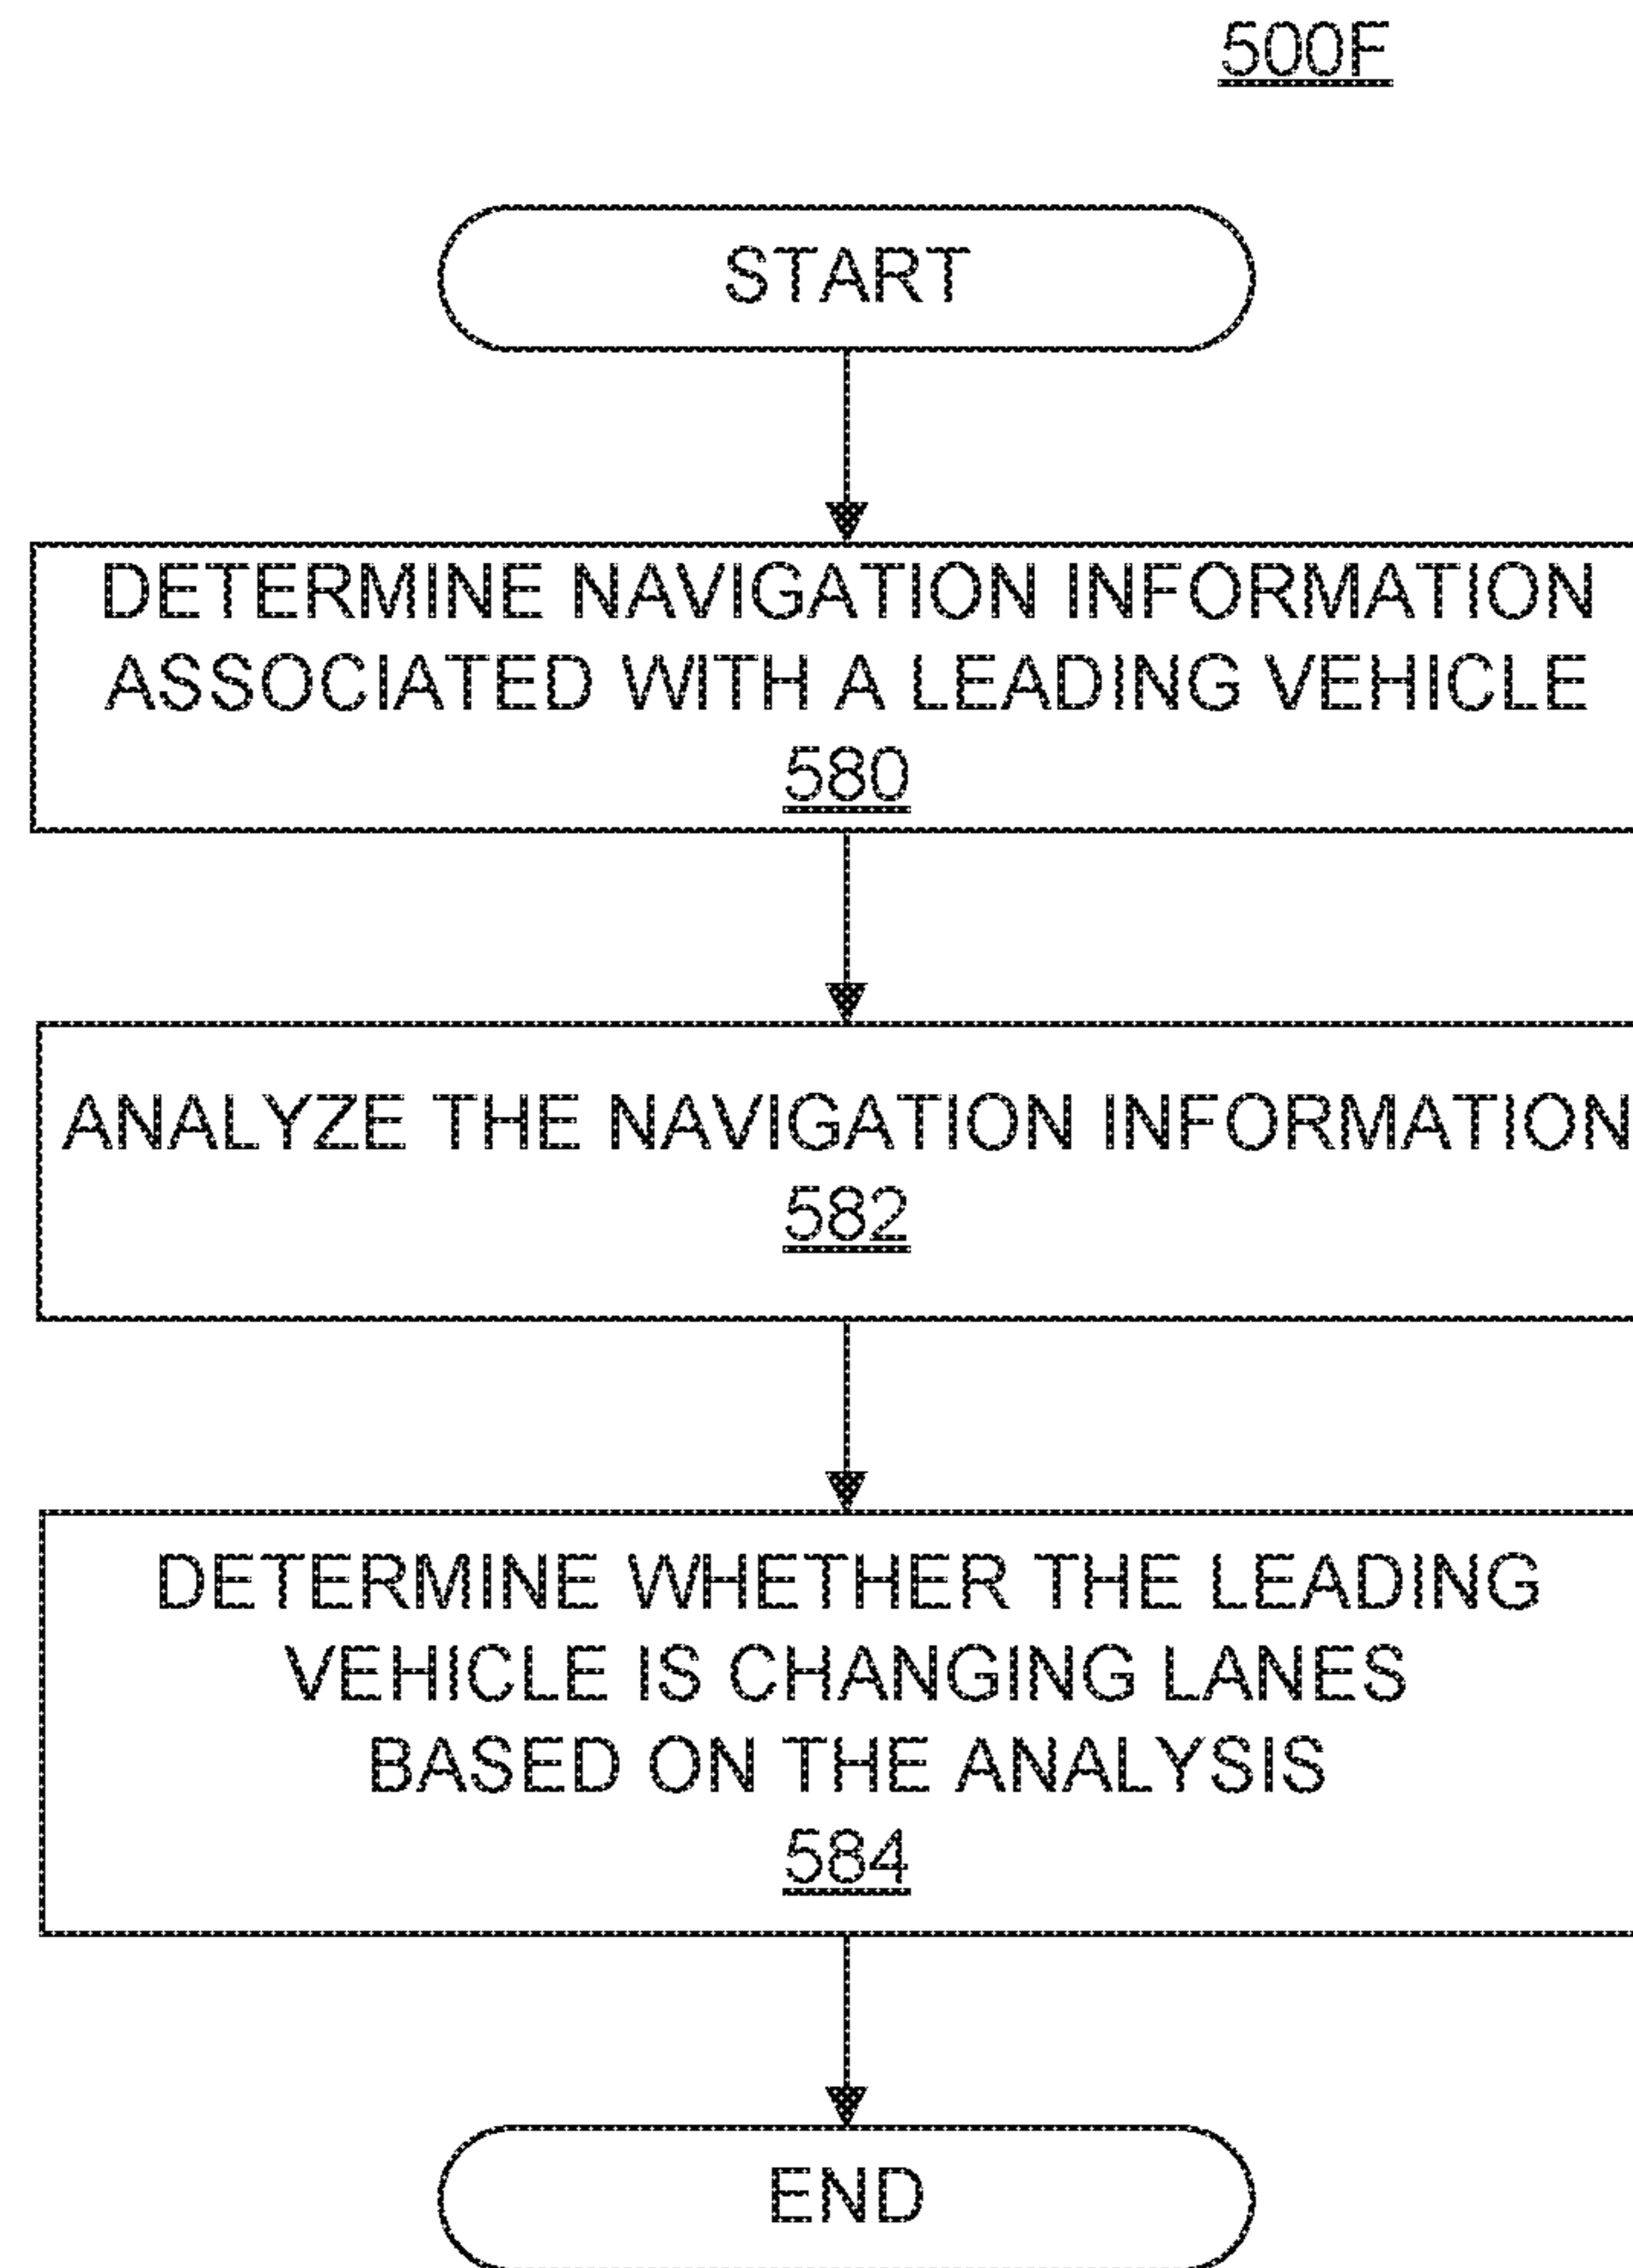 500F
START
DETERMINE NAVIGATION INFORMATION
ASSOCIATED WITH A LEADING VEHICLE
580
ANALYZE THE NAVIGATION INFORMATION
582
DETERMINE WHETHER THE LEADING
VEHICLE IS CHANGING LANES
BASED ON THE ANALYSIS
584
END